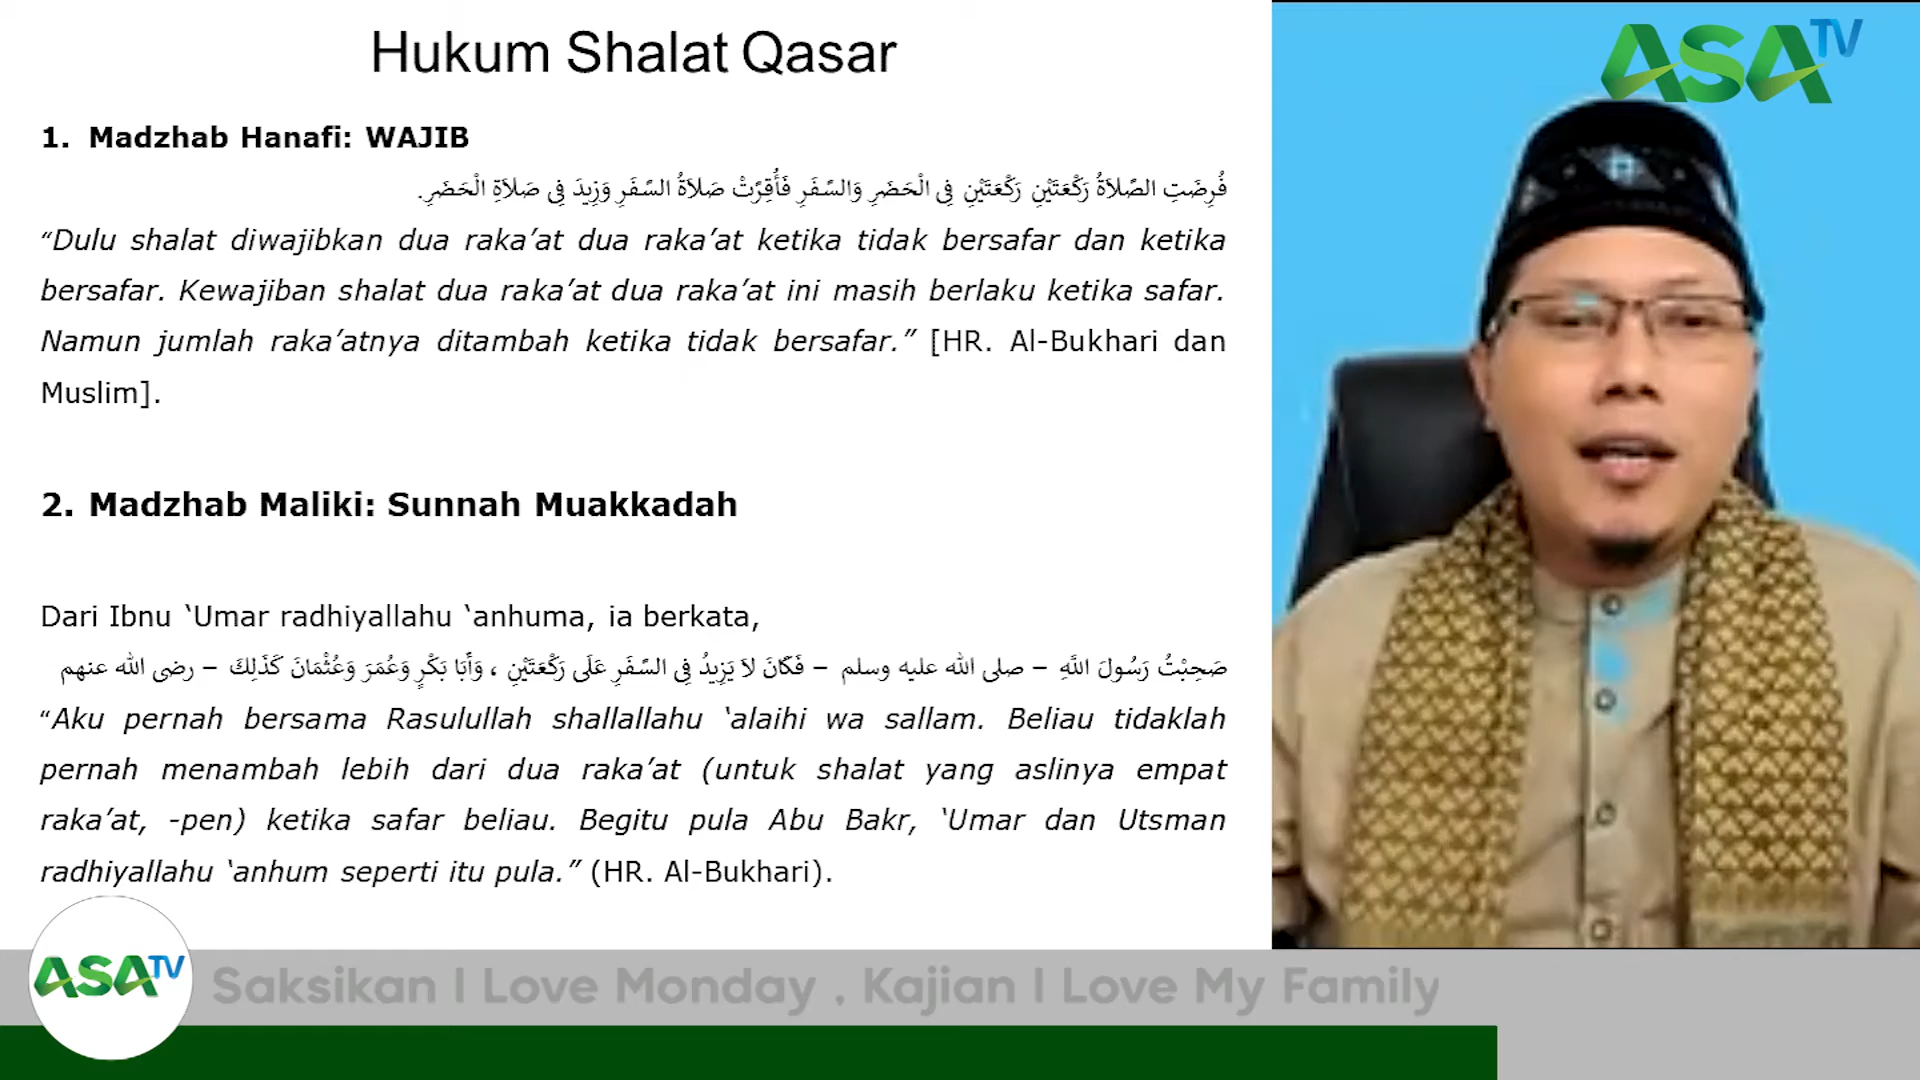 Hukum Shalat Qasar
ASA TV
1. Madzhab Hanafi: WAJIB
فُرِضَتِ الصَّلاَةُ رَكْعَتَيْنِ رَكْعَتَيْنِ فِى الْحَضَرِ وَالسَّفَرِ فَأُقِرَّتْ صَلاَةُ السَّفَرِ وَزِيدَ فِى صَلاَةِ الْحَضَرِ.
“Dulu shalat diwajibkan dua raka’at dua raka’at ketika tidak bersafar dan ketika
bersafar. Kewajiban shalat dua raka’at dua raka’at ini masih berlaku ketika safar.
Namun jumlah raka’atnya ditambah ketika tidak bersafar.” [HR. Al-Bukhari dan
Muslim].
2. Madzhab Maliki: Sunnah Muakkadah
Dari Ibnu ‘Umar radhiyallahu ‘anhuma, ia berkata,
صَحِبْتُ رَسُولَ اللَّهِ – صلى الله عليه وسلم – فَكَانَ لاَ يَزِيدُ فِى السَّفَرِ عَلَى رَكْعَتَيْنِ ، وَأَبَا بَكْرٍ وَعُمَرَ وَعُثْمَانَ كَذَلِكَ – رضى الله عنهم
“Aku pernah bersama Rasulullah shallallahu ‘alaihi wa sallam. Beliau tidaklah
pernah menambah lebih dari dua raka’at (untuk shalat yang aslinya empat
raka’at, -pen) ketika safar beliau. Begitu pula Abu Bakr, ‘Umar dan Utsman
radhiyallahu ‘anhum seperti itu pula.” (HR. Al-Bukhari).
ASA TV
Saksikan I Love Monday , Kajian I Love My Family